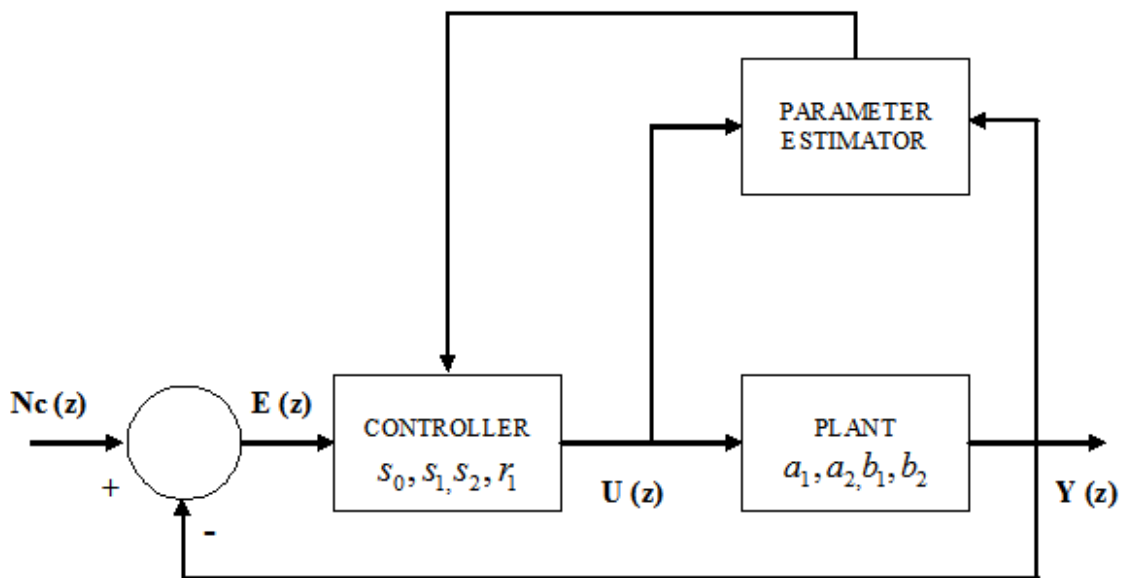 PARAMETER
ESTIMATOR
Nc (z)
E (z)
CONTROLLER
s₀, s₁, s₂, r₁
PLANT
a₁, a₂, b₁, b₂
+
-
U (z)
Y (z)